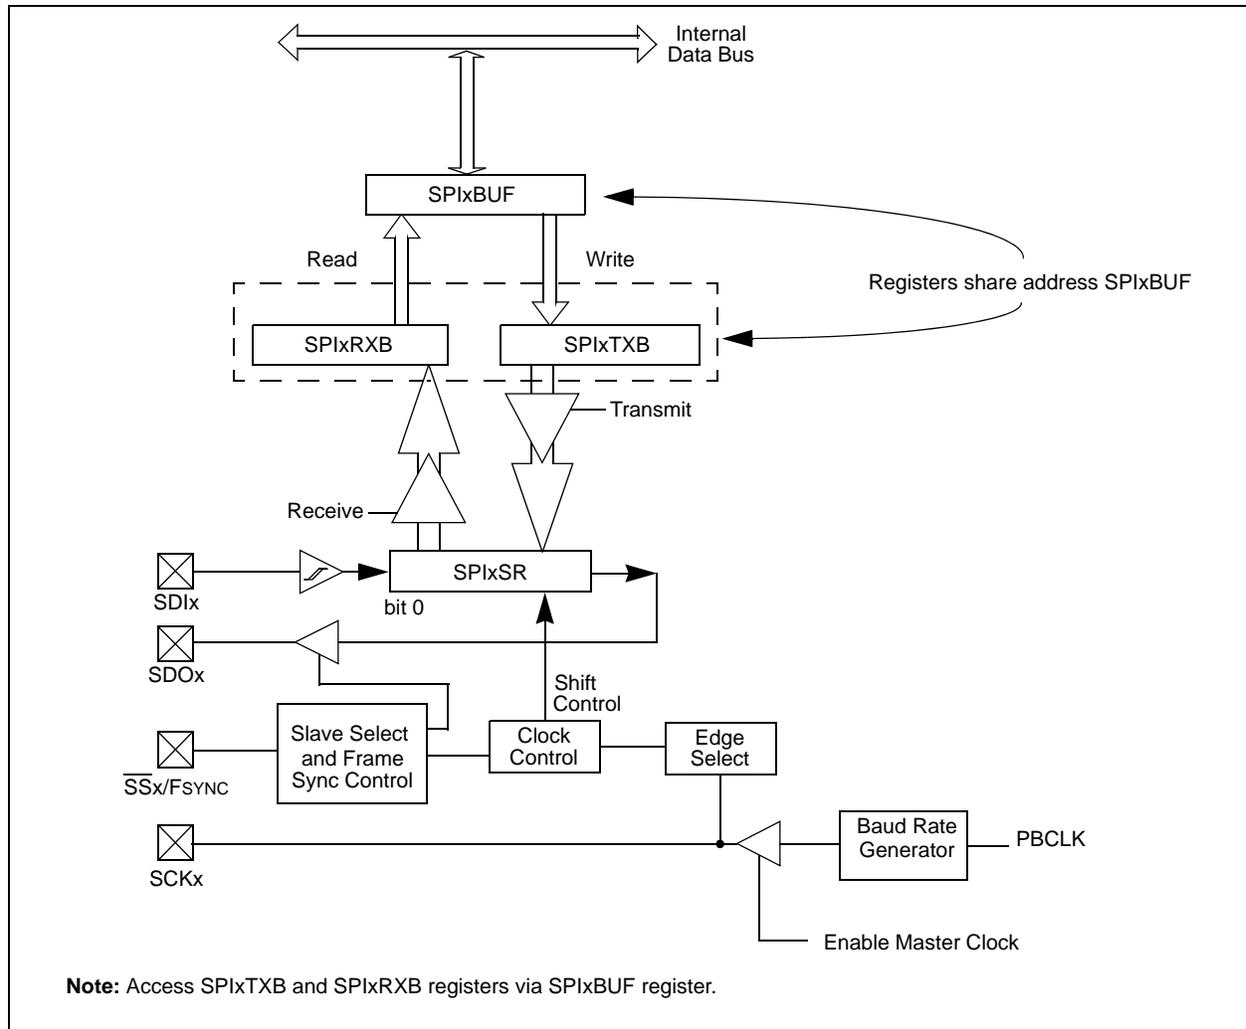 Internal
Data Bus
SPIxBUF
Read
Write
Registers share address SPIxBUF
SPIxRXB
SPIxTXB
Transmit
Receive
SPIxSR
SDIx
bit 0
SDOx
Shift
Control
Slave Select
and Frame
Sync Control
Clock
Control
Edge
Select
SSx/FSYNC
Baud Rate
Generator
PBCLK
SCKx
Enable Master Clock
Note: Access SPIxTXB and SPIxRXB registers via SPIxBUF register.